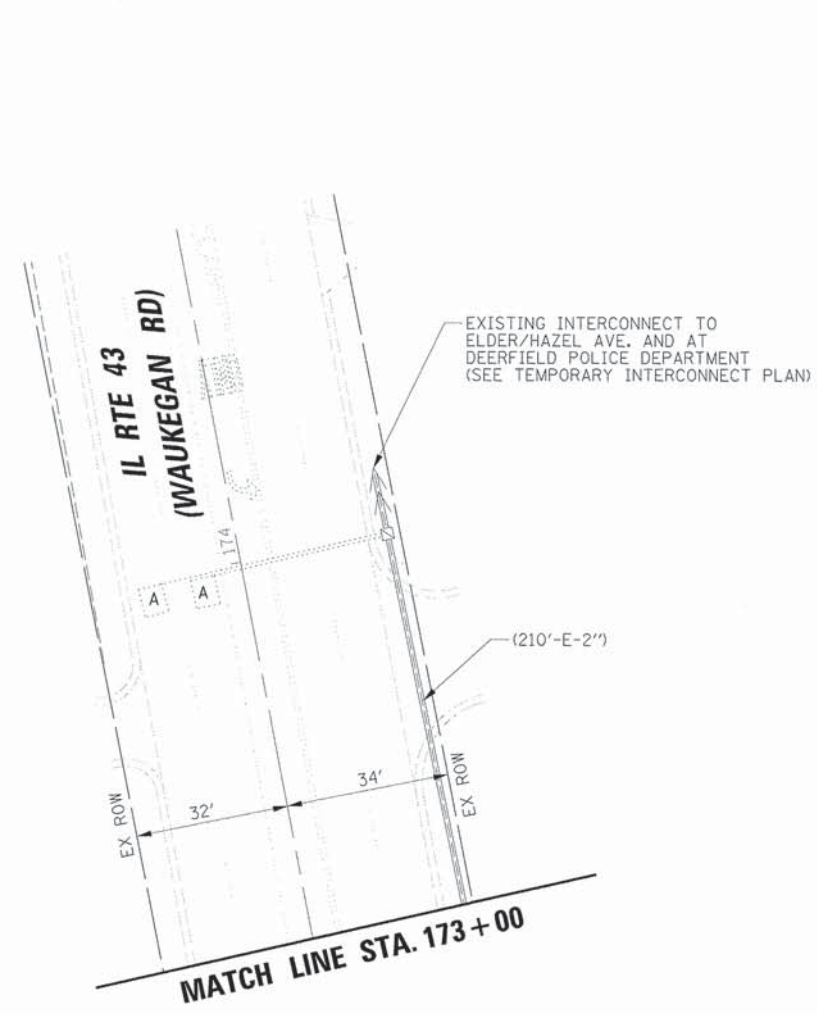 IL RTE 43
(WAUKEGAN RD)
EXISTING INTERCONNECT TO
ELDER/HAZEL AVE. AND AT
DEERFIELD POLICE DEPARTMENT
(SEE TEMPORARY INTERCONNECT PLAN)
174
A
A
(210'-E-2'')
32'
34'
EX ROW
EX ROW
MATCH LINE STA. 173+00